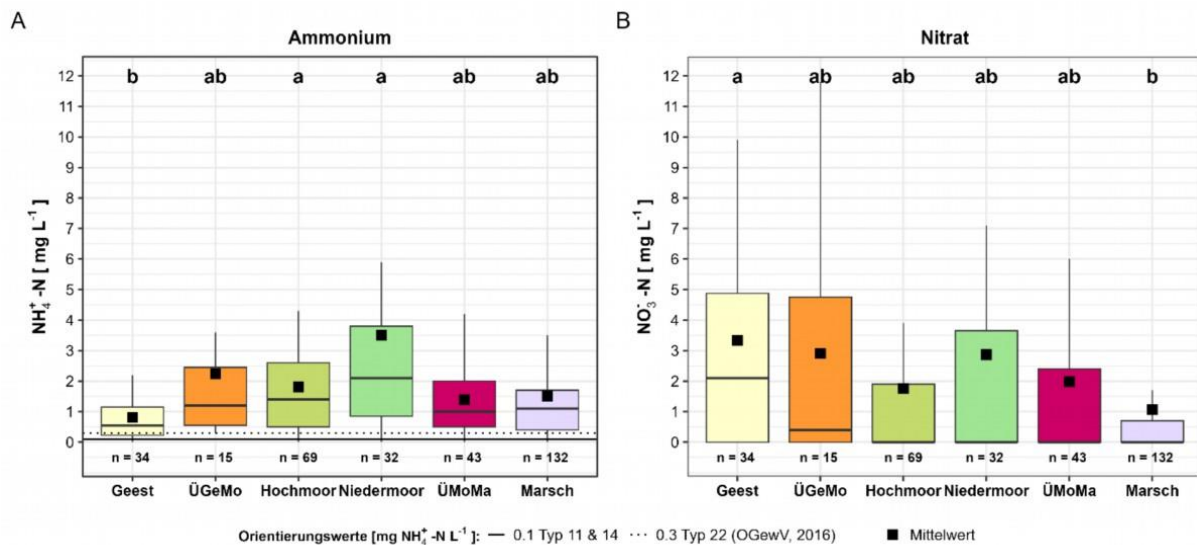 A
Ammonium
NH₄⁺ -N [ mg L⁻¹ ]
12
11
10
9
8
7
6
5
4
3
2
1
0
b ab a a ab ab
n = 34 n = 15 n = 69 n = 32 n = 43 n = 132
Geest ÜGeMo Hochmoor Niedermoor ÜMoMa Marsch
B
Nitrat
NO₃⁻ -N [ mg L⁻¹ ]
12
11
10
9
8
7
6
5
4
3
2
1
0
a ab ab ab ab b
n = 34 n = 15 n = 69 n = 32 n = 43 n = 132
Geest ÜGeMo Hochmoor Niedermoor ÜMoMa Marsch
Orientierungswerte [mg NH₄⁺ -N L⁻¹]: 0.1 Typ 11 & 14 0.3 Typ 22 (OGewV, 2016) Mittelwert